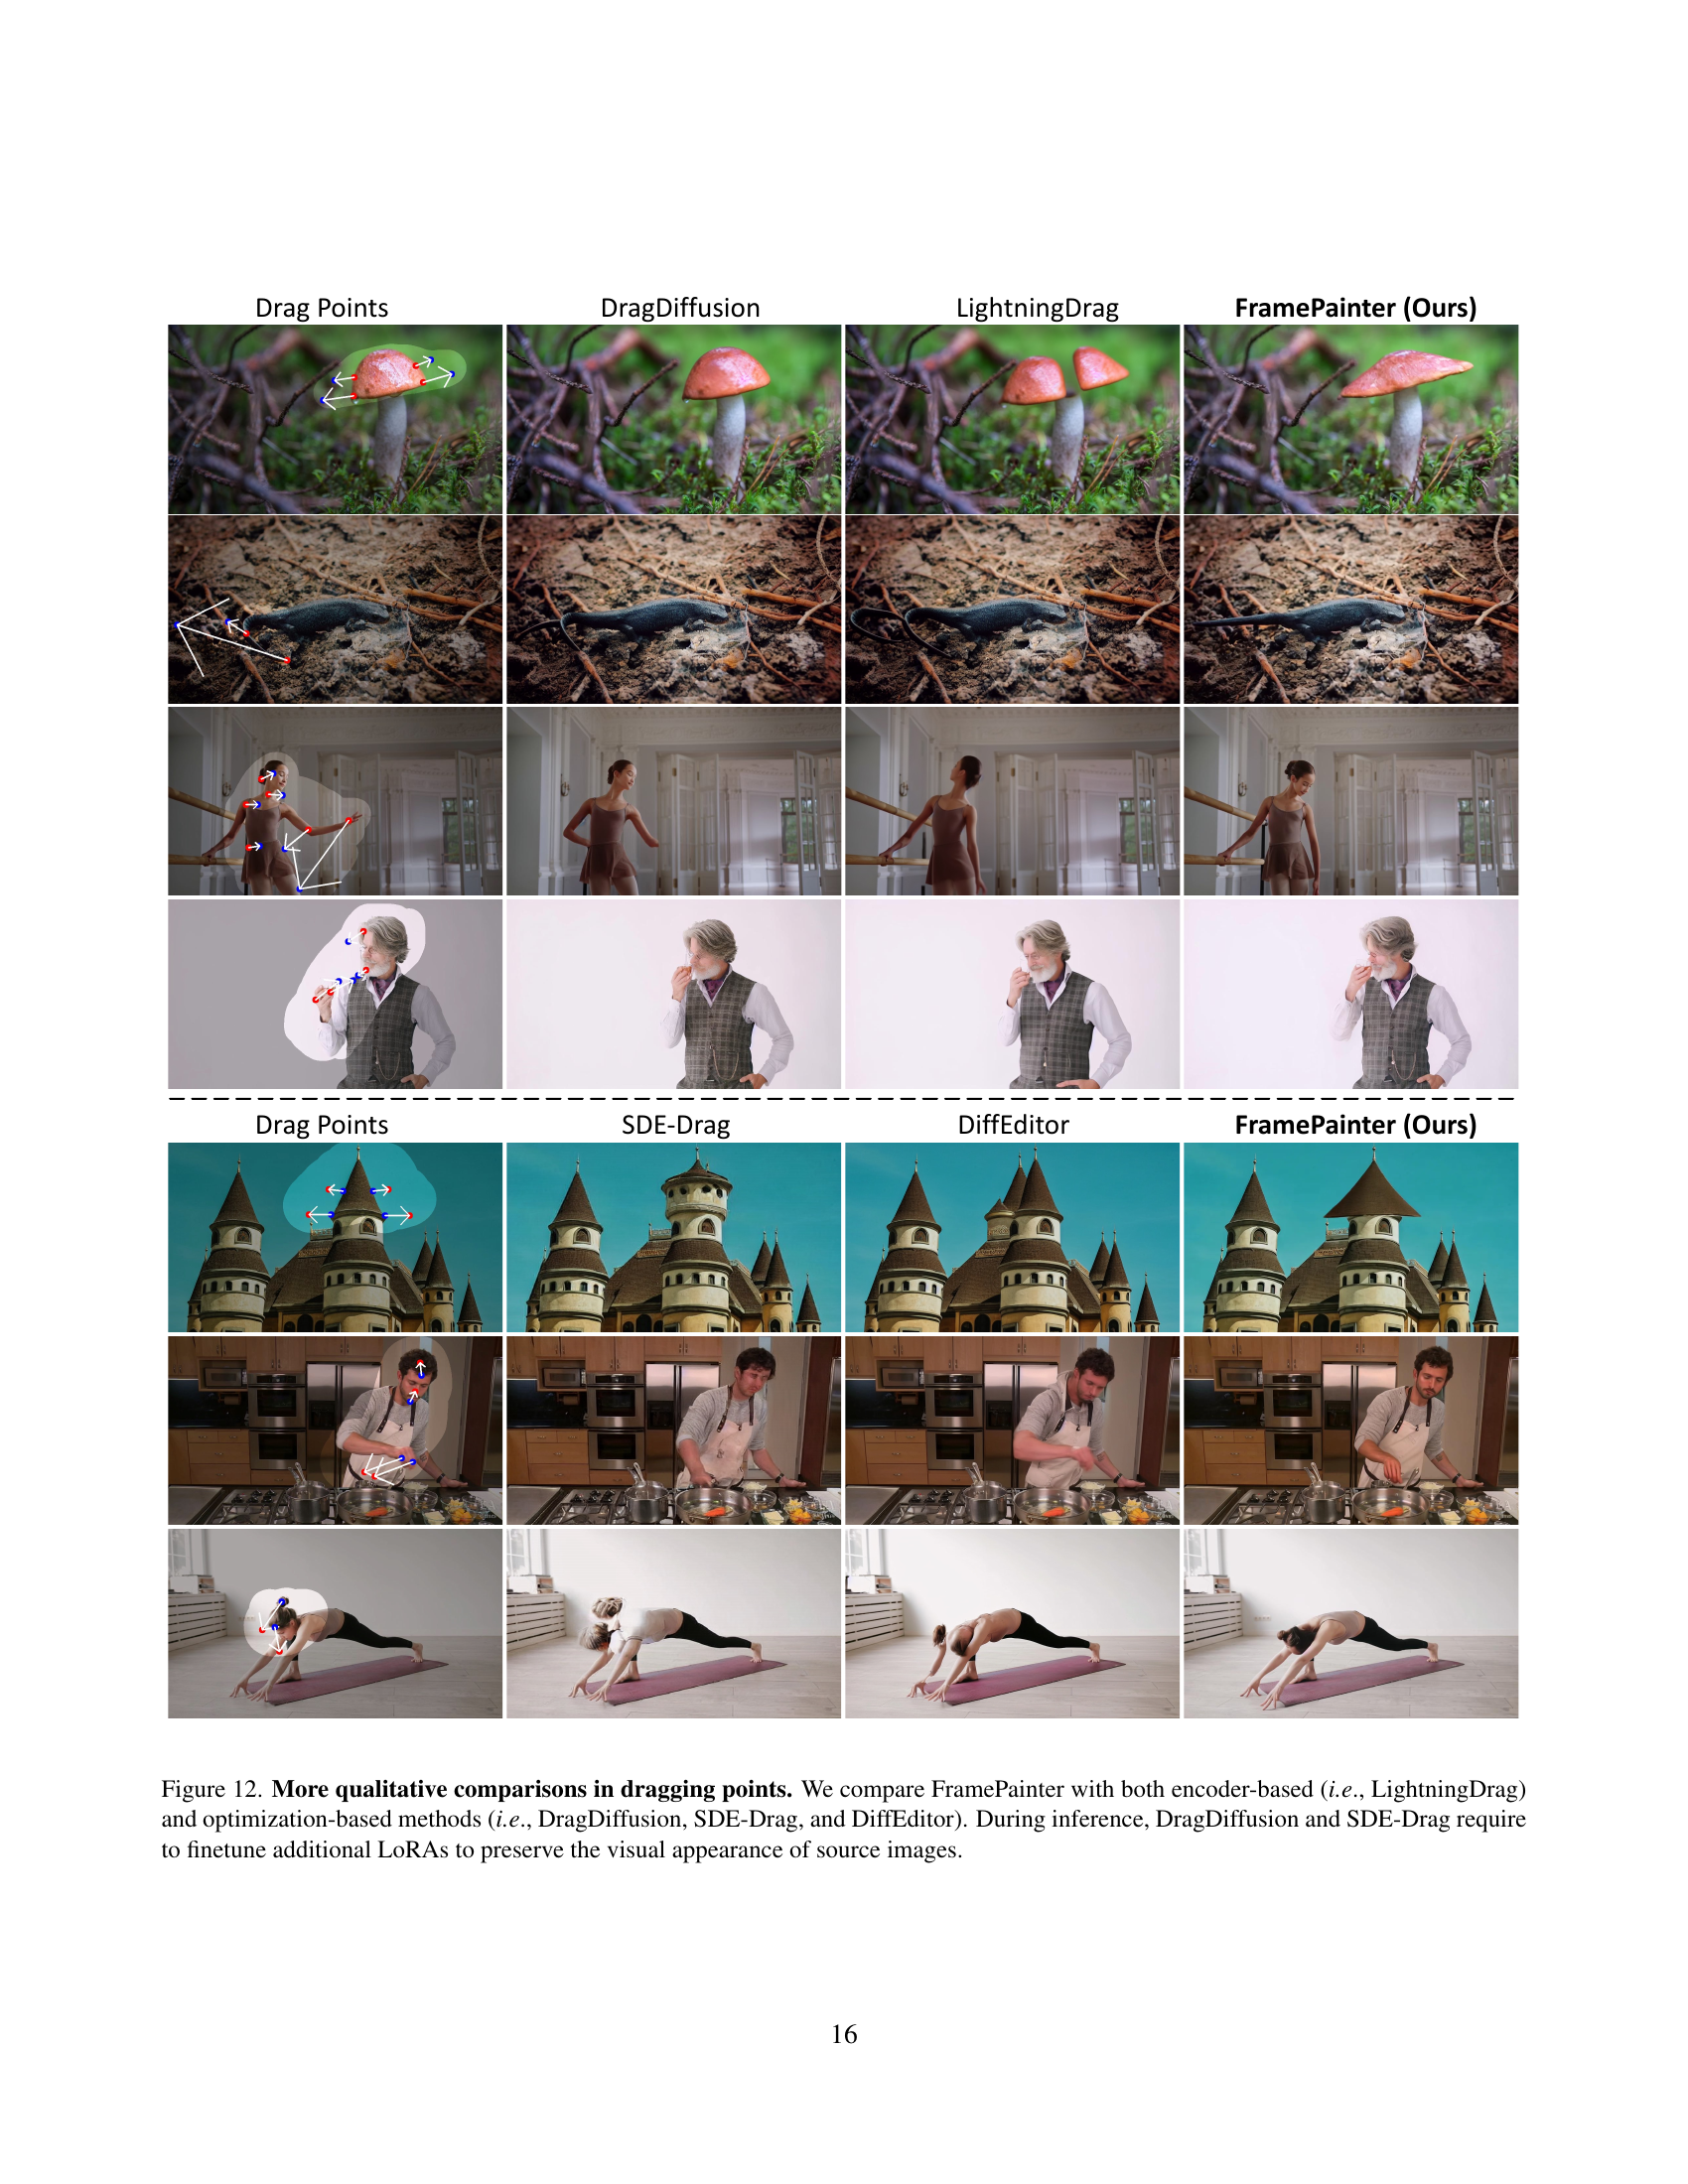 Drag Points DragDiffusion LightningDrag FramePainter (Ours)
Drag Points SDE-Drag DiffEditor FramePainter (Ours)
Figure 12. More qualitative comparisons in dragging points. We compare FramePainter with both encoder-based (i.e., LightningDrag)
and optimization-based methods (i.e., DragDiffusion, SDE-Drag, and DiffEditor). During inference, DragDiffusion and SDE-Drag require
to finetune additional LoRAs to preserve the visual appearance of source images.
16